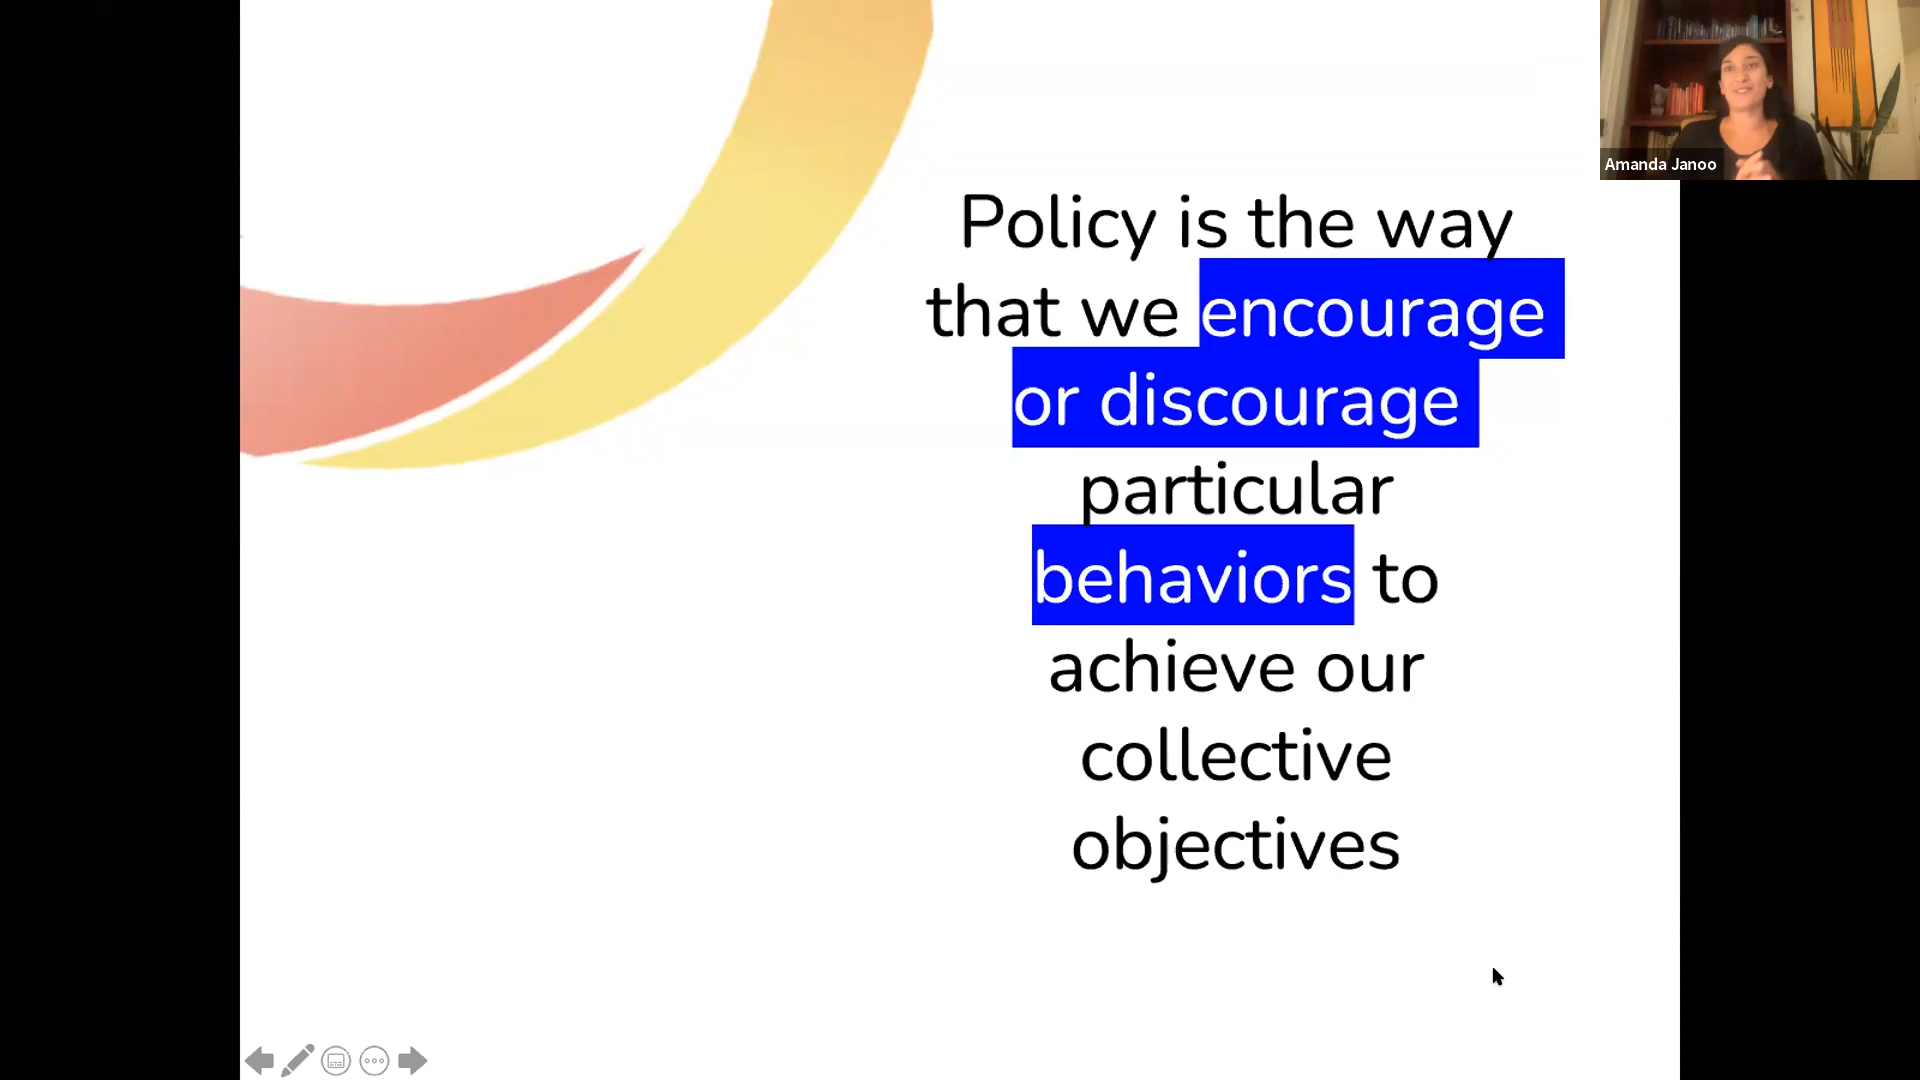 Amanda Janoo
Policy is the way
that we encourage
or discourage
particular
behaviors to
achieve our
collective
objectives